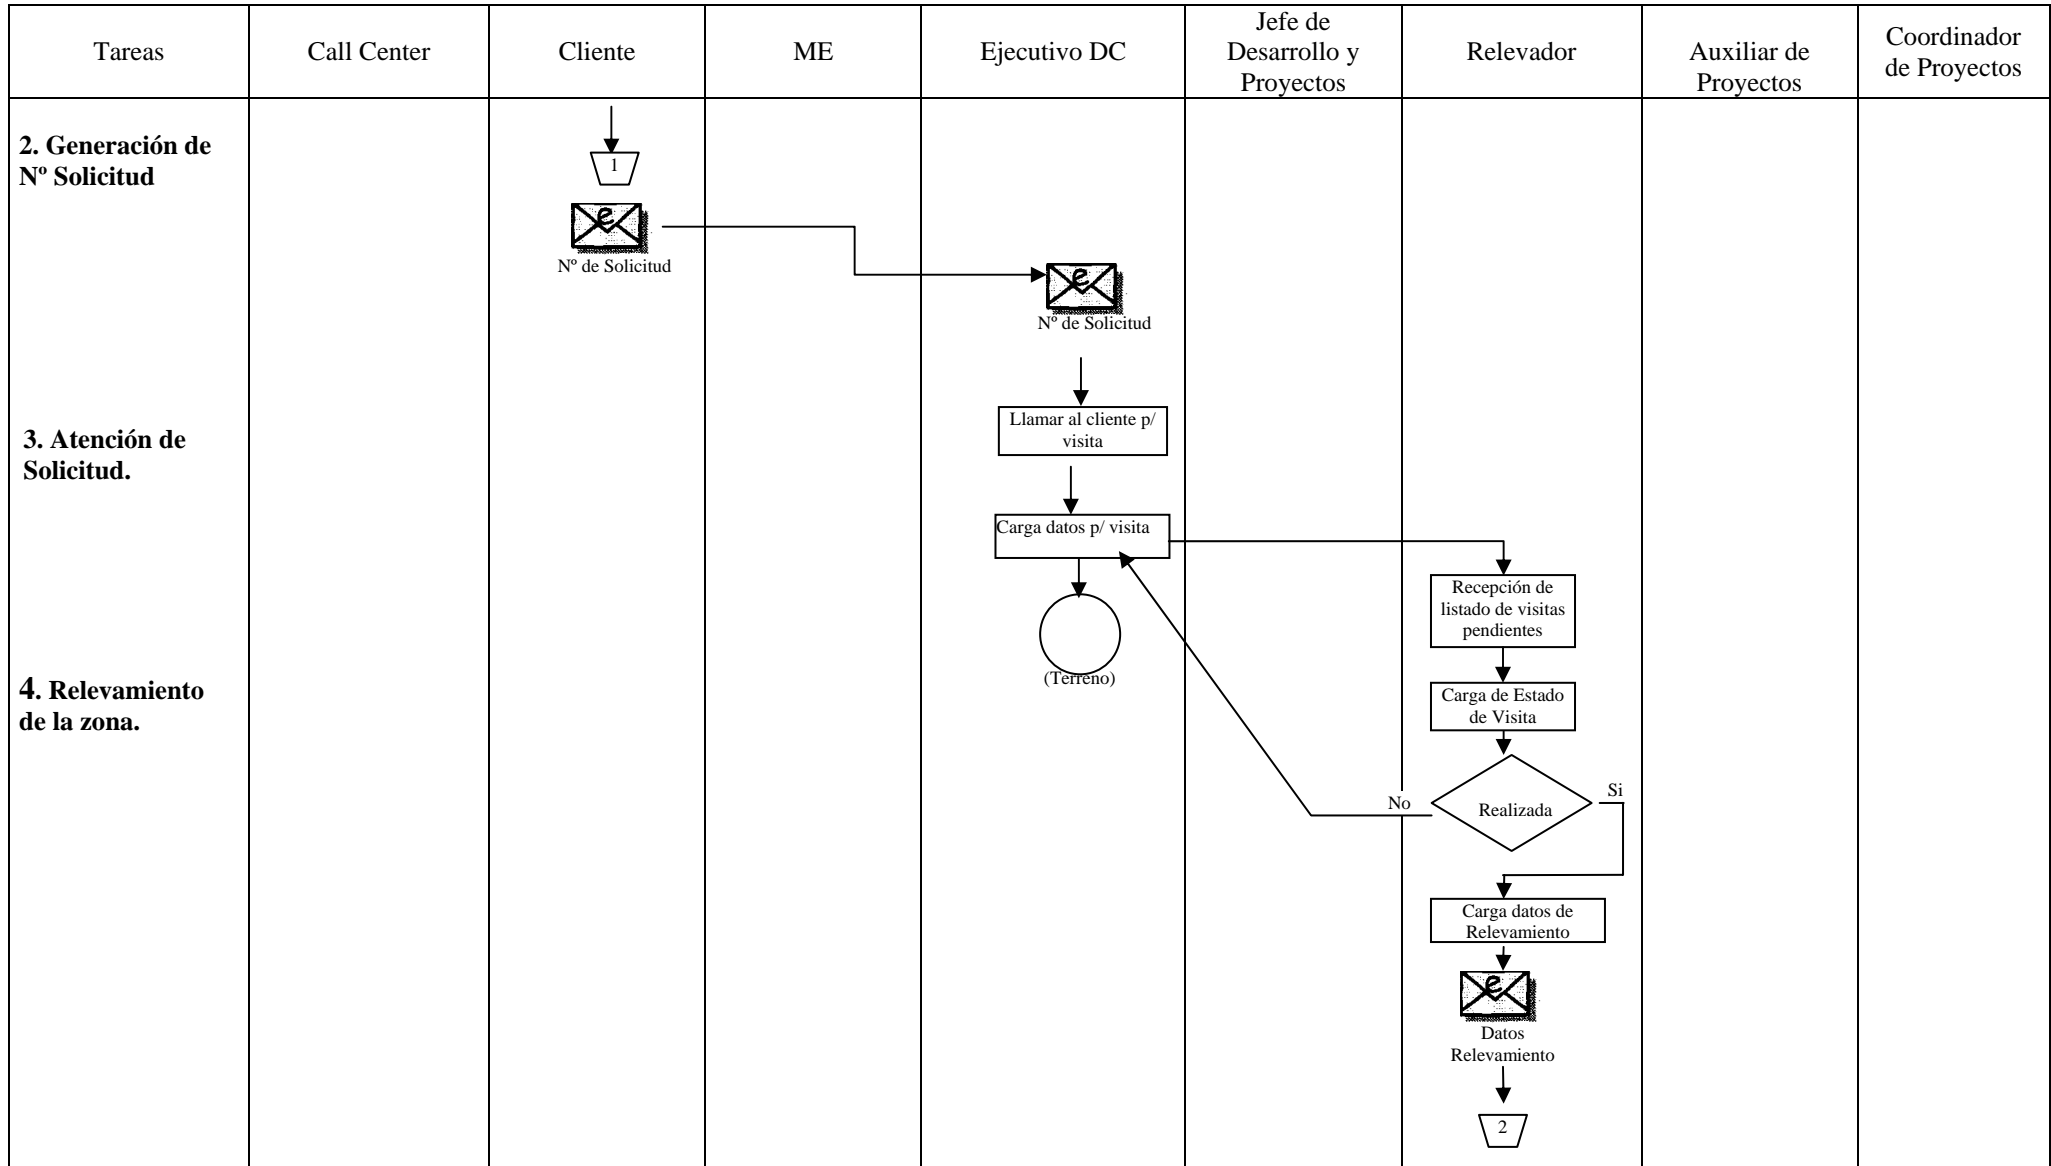 Tareas
Call Center
Cliente
ME
Ejecutivo DC
Jefe de
Desarrollo y
Proyectos
Relevador
Auxiliar de
Proyectos
Coordinador
de Proyectos
2. Generación de
Nº Solicitud
1
e
Nº de Solicitud
e
Nº de Solicitud
3. Atención de
Solicitud.
Llamar al cliente p/
visita
Carga datos p/ visita
(Terreno)
Recepción de
listado de visitas
pendientes
4. Relevamiento
de la zona.
Carga de Estado
de Visita
No
Realizada
Si
Carga datos de
Relevamiento
e
Datos
Relevamiento
2